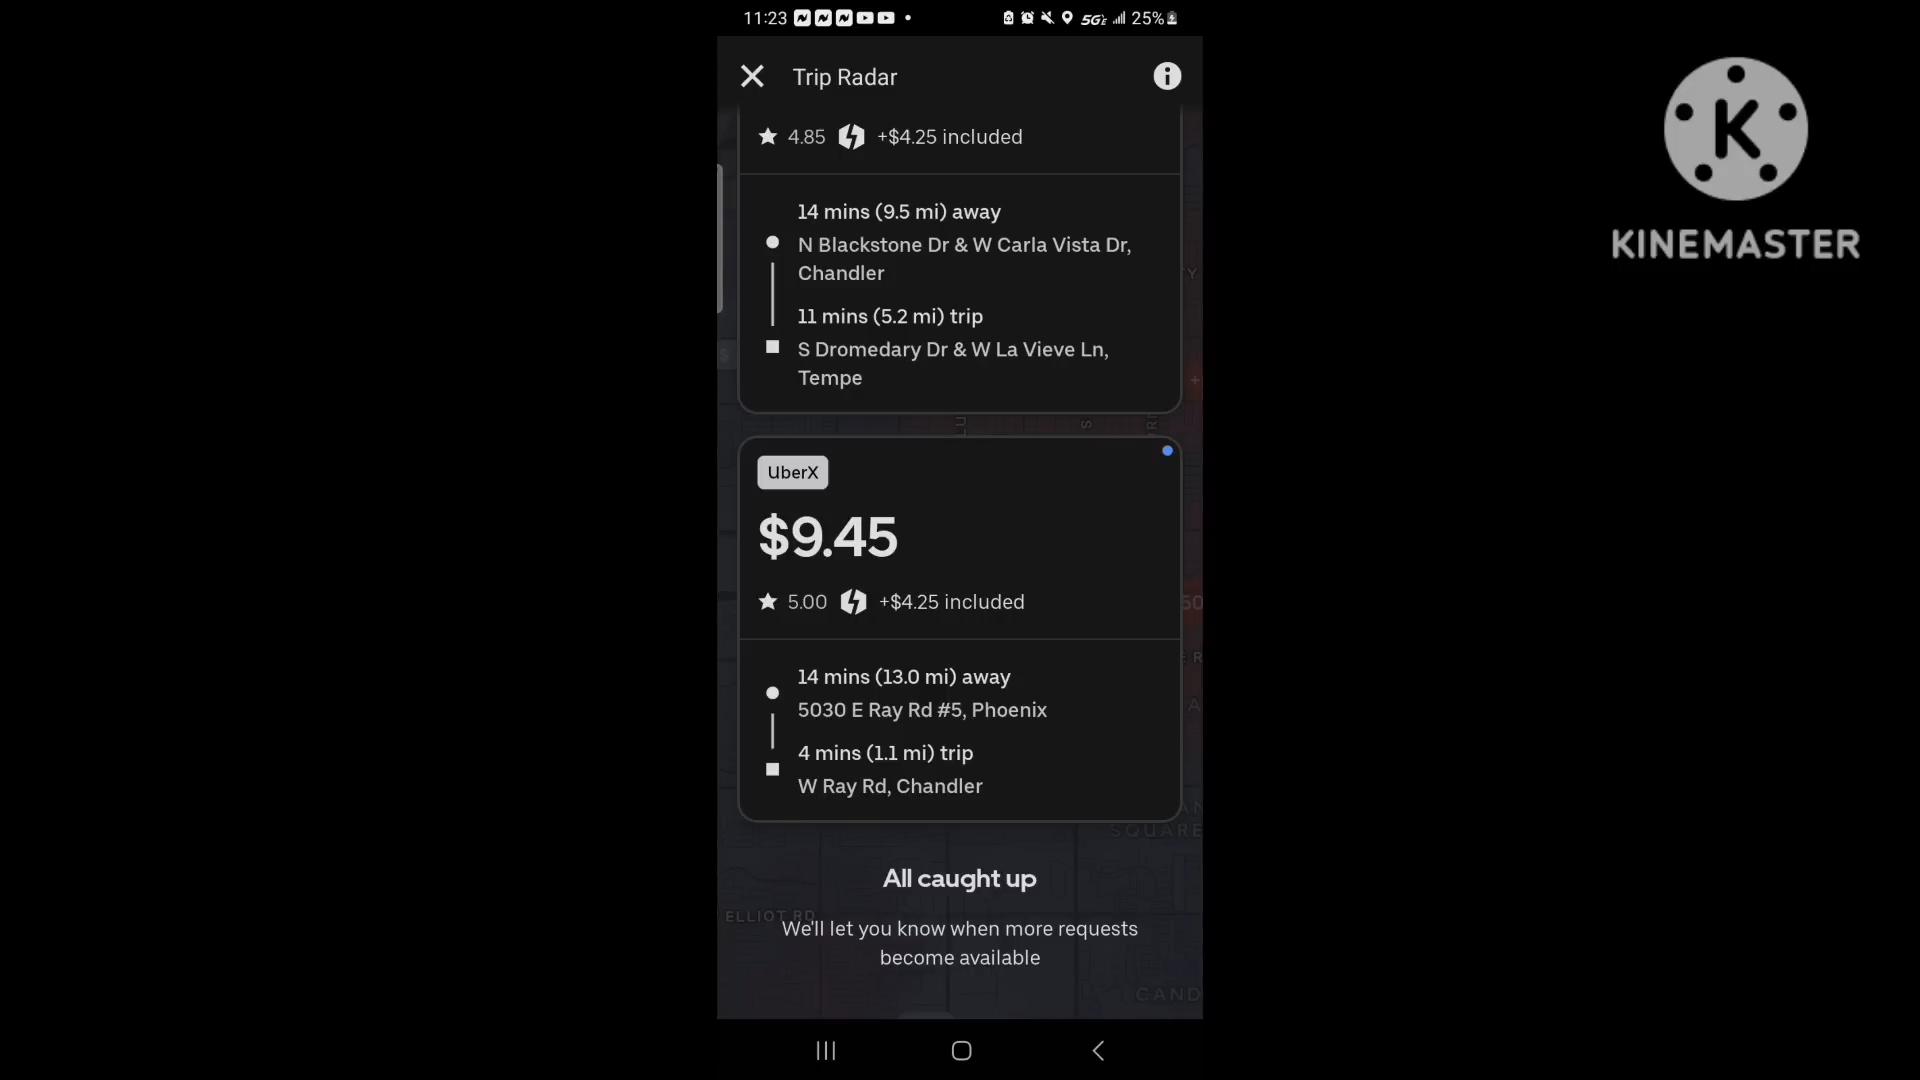 11:23
5GE 25%
Trip Radar
4.85 +$4.25 included
14 mins (9.5 mi) away
N Blackstone Dr & W Carla Vista Dr,
Chandler
11 mins (5.2 mi) trip
S Dromedary Dr & W La Vieve Ln,
Tempe
UberX
$9.45
5.00 +$4.25 included
14 mins (13.0 mi) away
5030 E Ray Rd #5, Phoenix
4 mins (1.1 mi) trip
W Ray Rd, Chandler
SQUARE
All caught up
ELLIOT RD
We'll let you know when more requests
become available
CAND
K
KINEMASTER